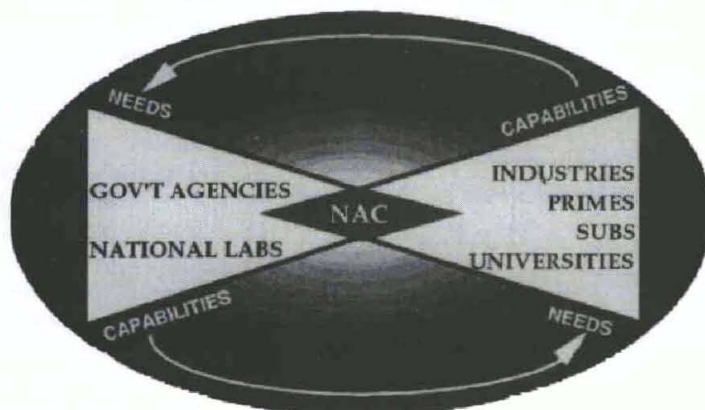 NEEDS
CAPABILITIES
GOV'T AGENCIES
NATIONAL LABS
NAC
INDUSTRIES
PRIMES
SUBS
UNIVERSITIES
CAPABILITIES
NEEDS